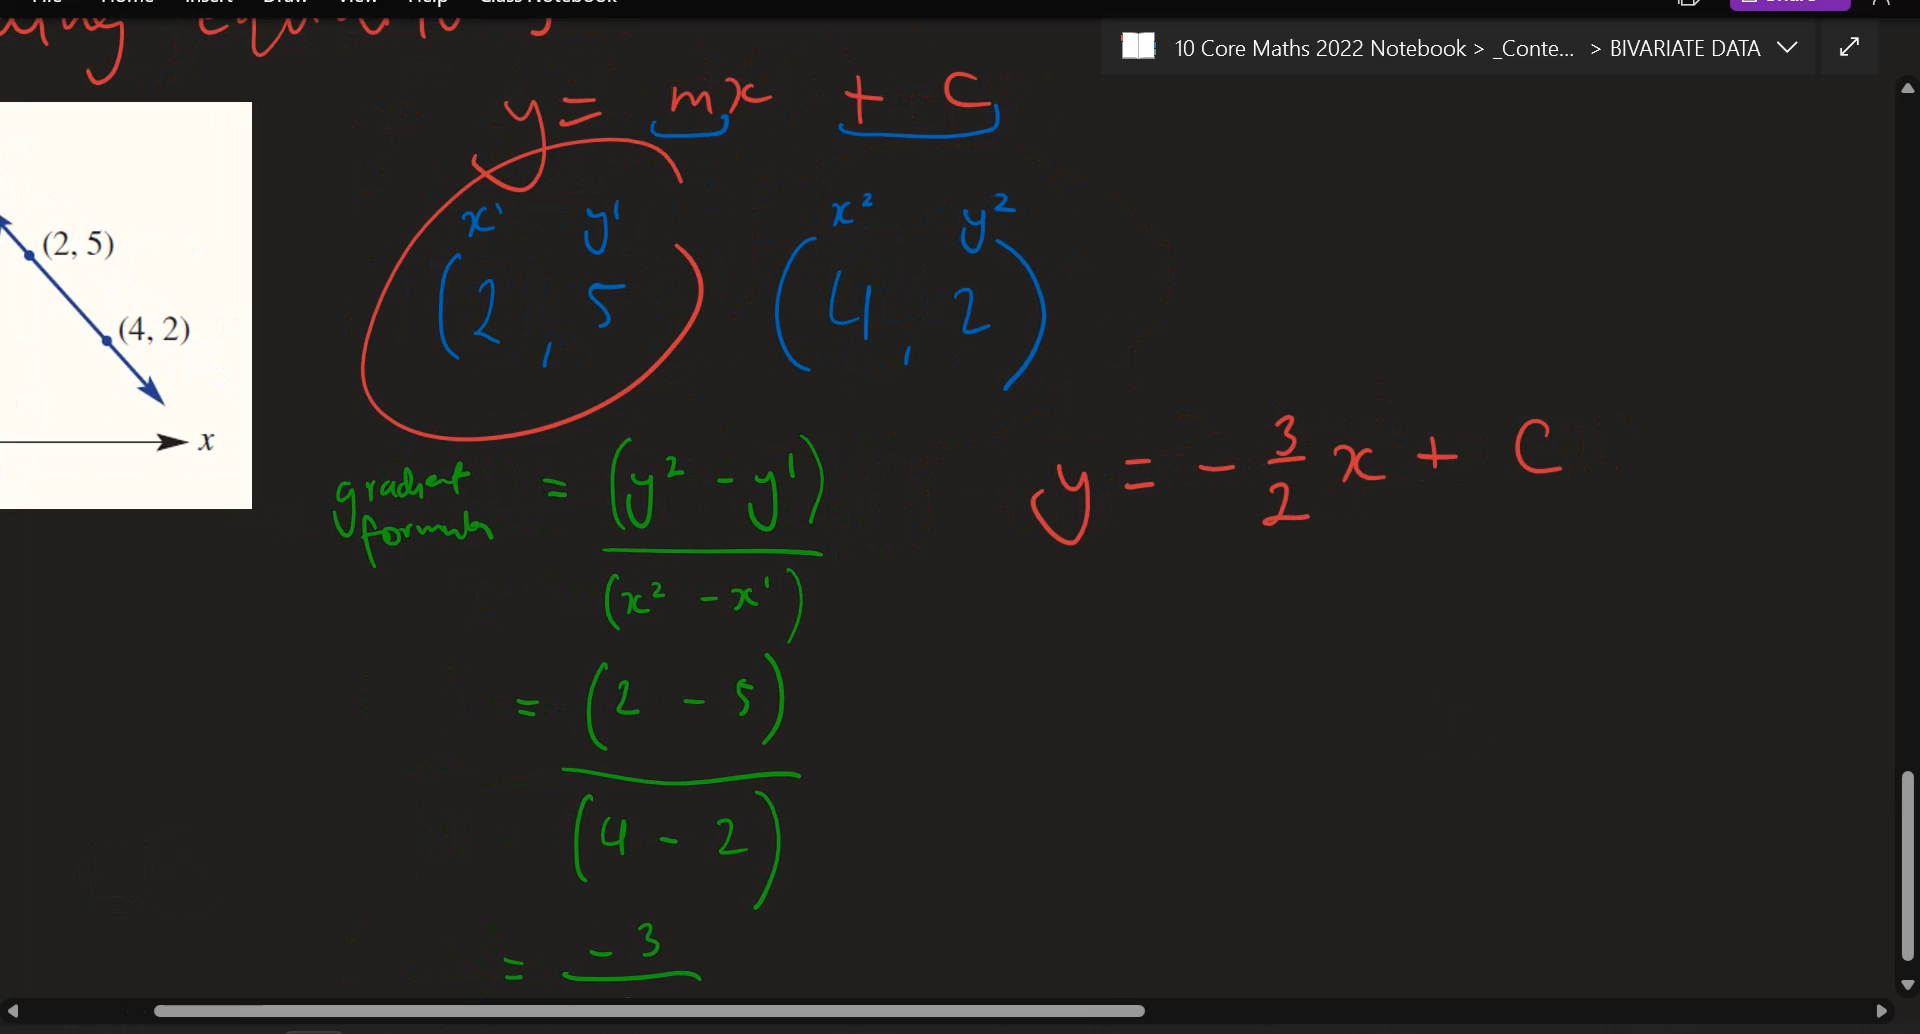 10 Core Maths 2022 Notebook > _Conte... > BIVARIATE DATA
y = mx + c
x¹ y¹ x² y²
(2, 5) (4, 2)
(2, 5)
(4, 2)
x
gradient formula = (y² - y¹)
(x² - x¹)
y = - 3/2 x + C
= (2 - 5)
(4 - 2)
= - 3